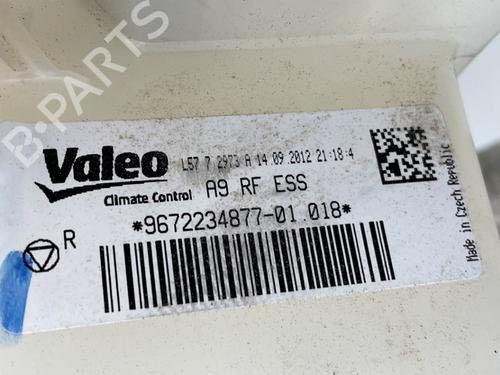 Valeo
L57 7 2973 A 14.09.2012 21:18:4
Climate Control
A9 RF ESS
*9672234877-01.018*
R
Made in Czech Republic
B-PARTS